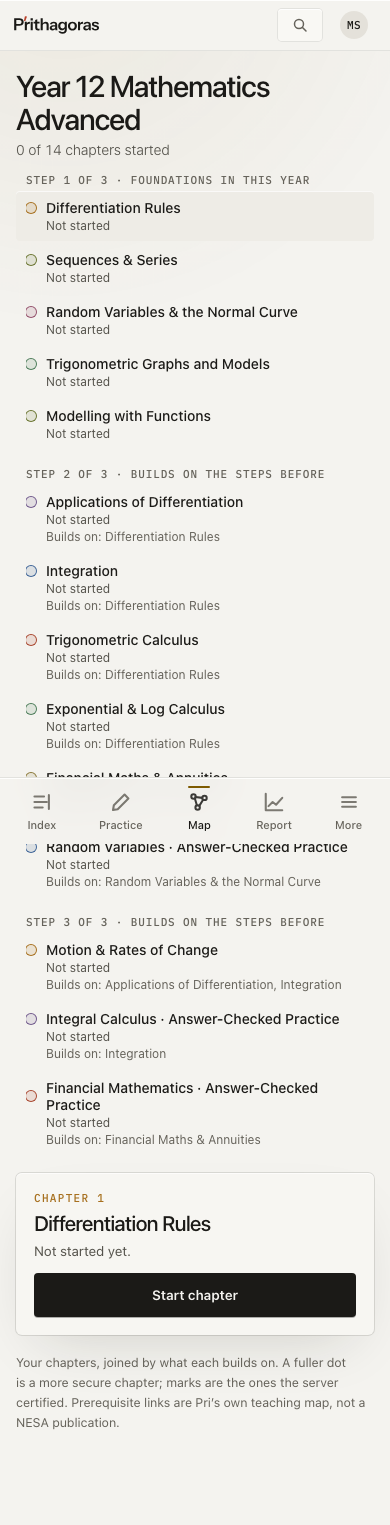 Prithagoras
MS
Year 12 Mathematics
Advanced
0 of 14 chapters started
STEP 1 OF 3 · FOUNDATIONS IN THIS YEAR
Differentiation Rules
Not started
Sequences & Series
Not started
Random Variables & the Normal Curve
Not started
Trigonometric Graphs and Models
Not started
Modelling with Functions
Not started
STEP 2 OF 3 · BUILDS ON THE STEPS BEFORE
Applications of Differentiation
Not started
Builds on: Differentiation Rules
Integration
Not started
Builds on: Differentiation Rules
Trigonometric Calculus
Not started
Builds on: Differentiation Rules
Exponential & Log Calculus
Not started
Builds on: Differentiation Rules
Financial Maths & Annuities
Index
Practice
Map
Report
More
Random Variables · Answer-Checked Practice
Not started
Builds on: Random Variables & the Normal Curve
STEP 3 OF 3 · BUILDS ON THE STEPS BEFORE
Motion & Rates of Change
Not started
Builds on: Applications of Differentiation, Integration
Integral Calculus · Answer-Checked Practice
Not started
Builds on: Integration
Financial Mathematics · Answer-Checked
Practice
Not started
Builds on: Financial Maths & Annuities
CHAPTER 1
Differentiation Rules
Not started yet.
Start chapter
Your chapters, joined by what each builds on. A fuller dot
is a more secure chapter; marks are the ones the server
certified. Prerequisite links are Pri's own teaching map, not a
NESA publication.